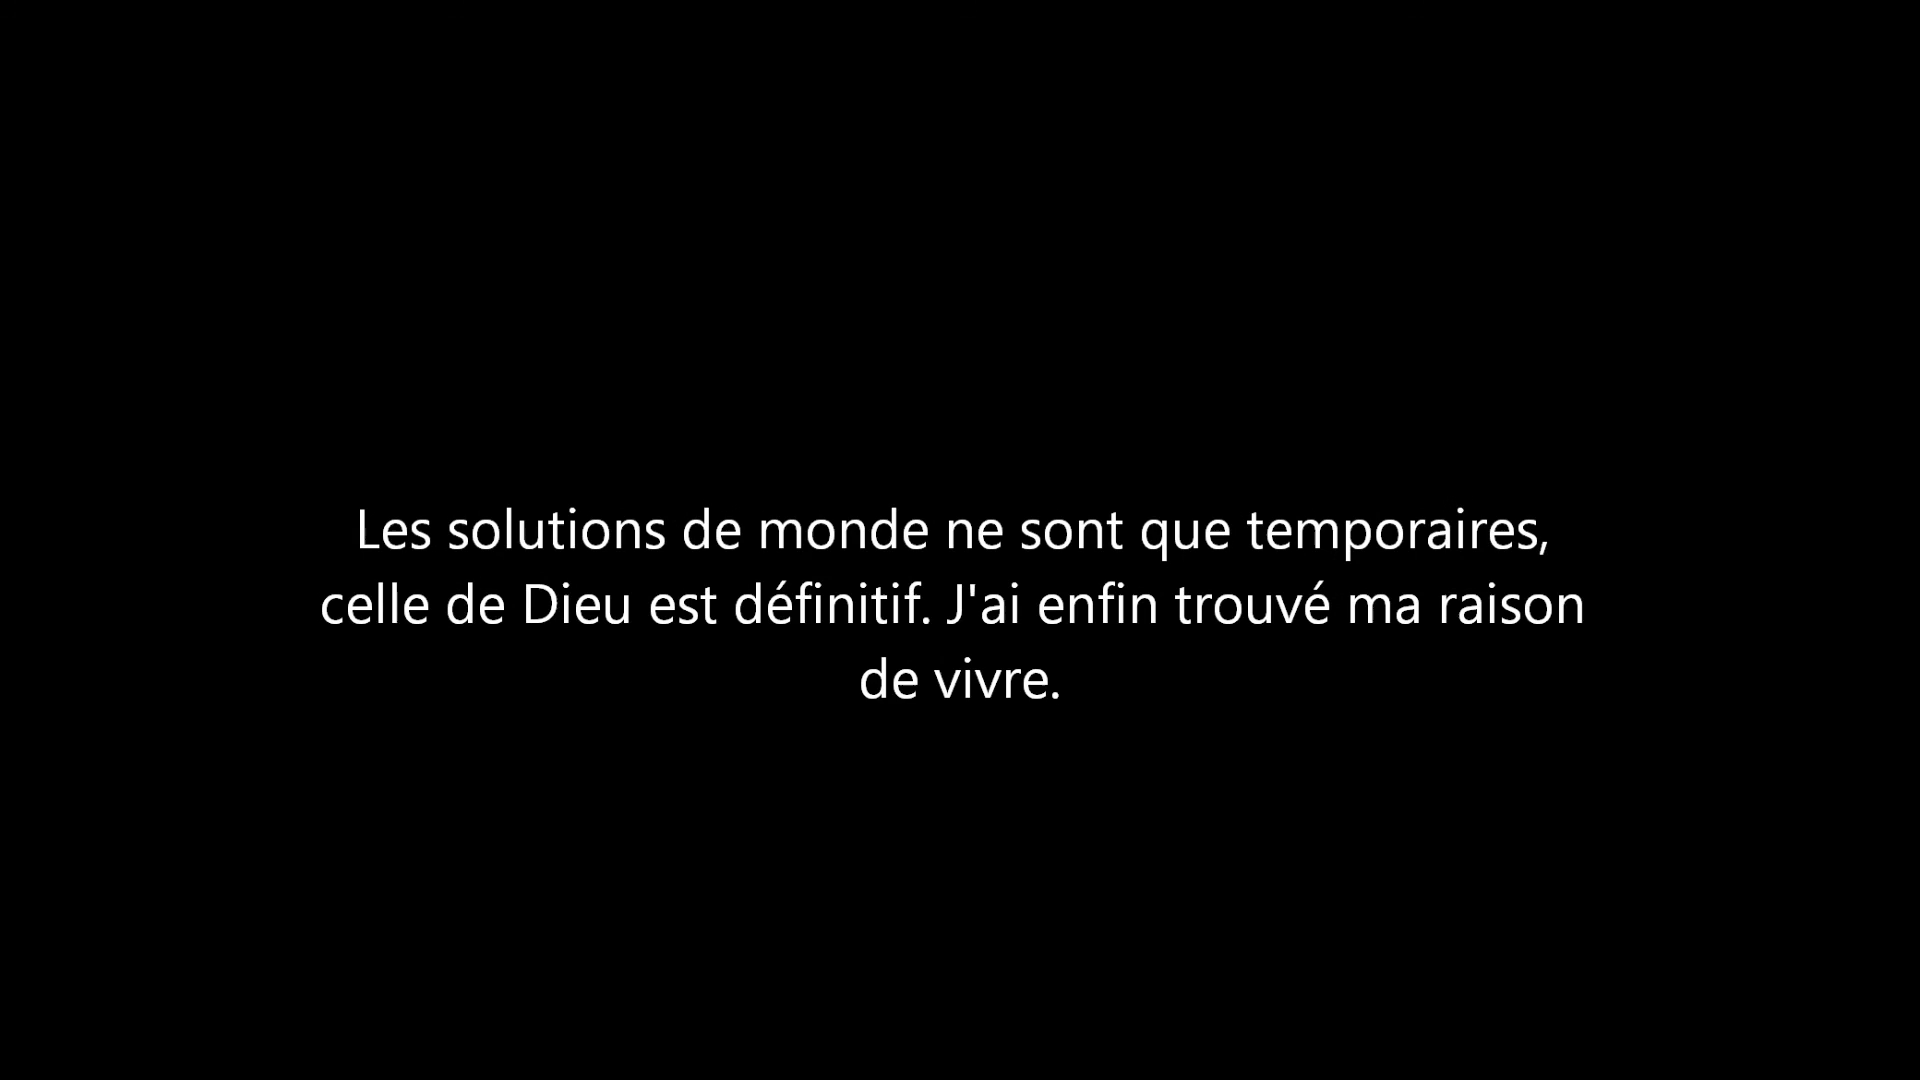 Les solutions de monde ne sont que temporaires,
celle de Dieu est définitif. J'ai enfin trouvé ma raison
de vivre.